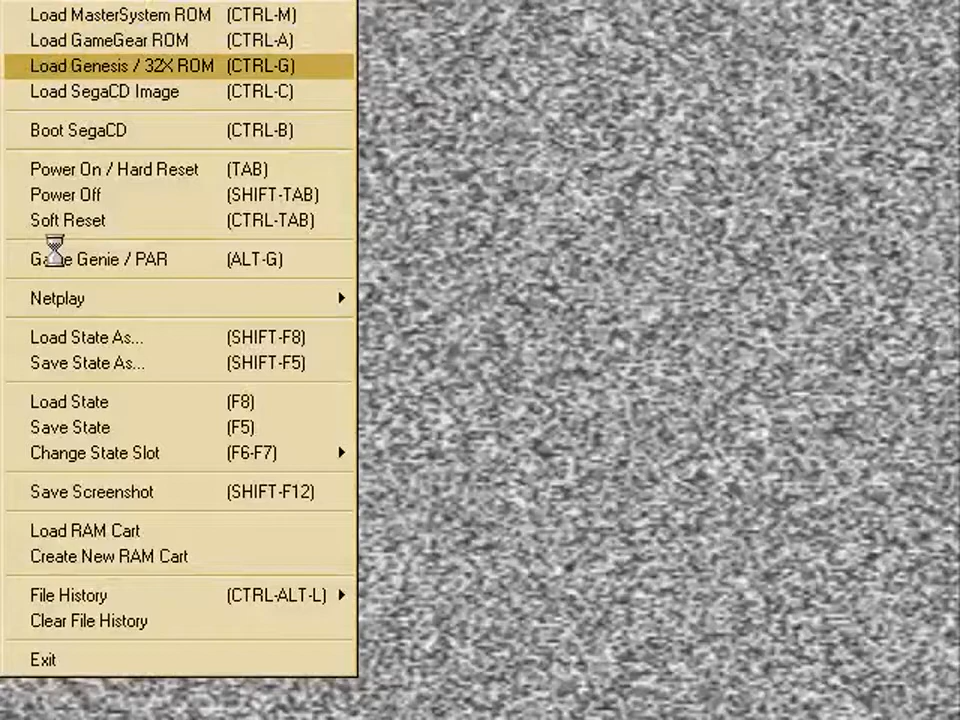 Load MasterSystem ROM (CTRL-M)
Load GameGear ROM (CTRL-A)
Load Genesis / 32X ROM (CTRL-G)
Load SegaCD Image (CTRL-C)
Boot SegaCD (CTRL-B)
Power On / Hard Reset (TAB)
Power Off (SHIFT-TAB)
Soft Reset (CTRL-TAB)
Game Genie / PAR (ALT-G)
Netplay
Load State As... (SHIFT-F8)
Save State As... (SHIFT-F5)
Load State (F8)
Save State (F5)
Change State Slot (F6-F7)
Save Screenshot (SHIFT-F12)
Load RAM Cart
Create New RAM Cart
File History (CTRL-ALT-L)
Clear File History
Exit